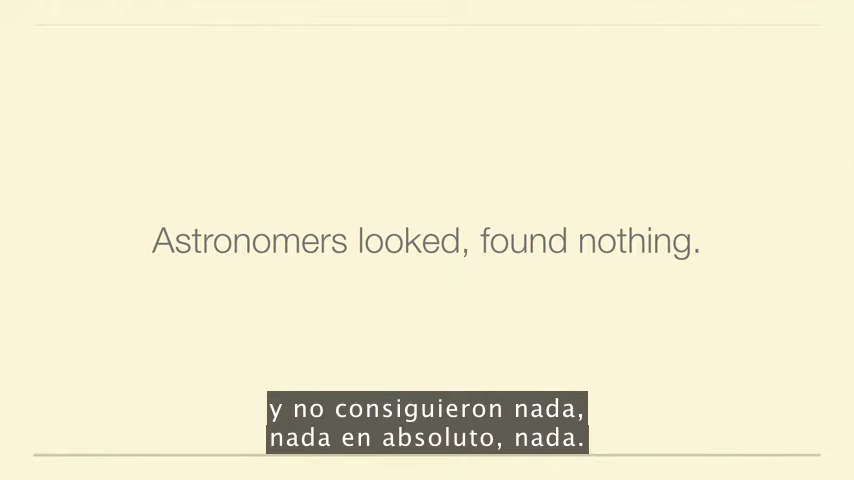 Astronomers looked, found nothing.
y no consiguieron nada,
nada en absoluto, nada.